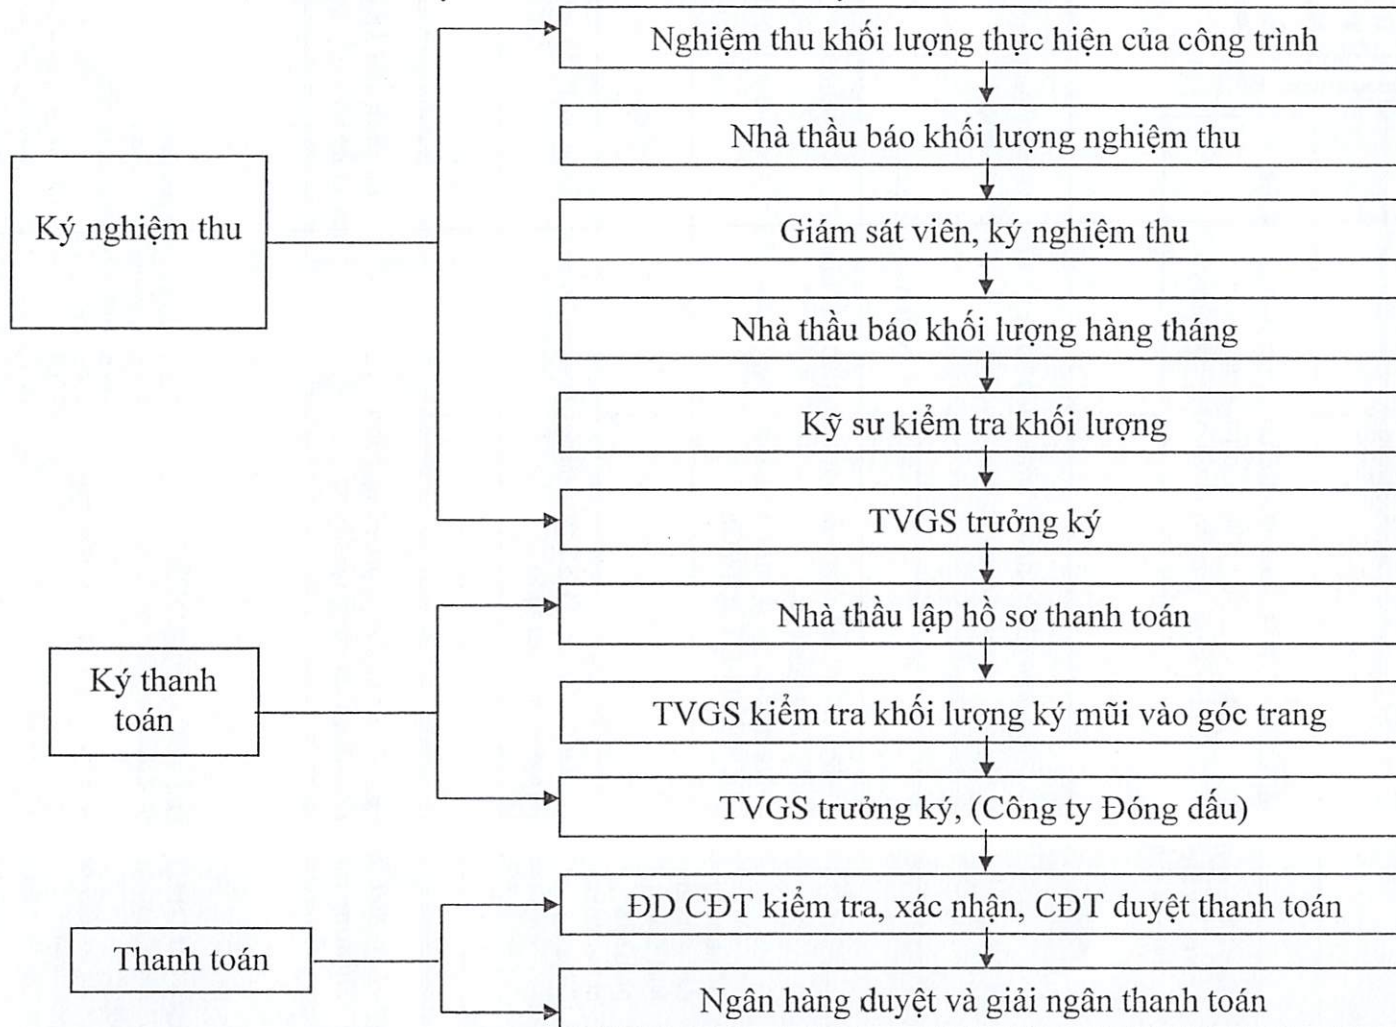 Nghiệm thu khối lượng thực hiện của công trình
Nhà thầu báo khối lượng nghiệm thu
Ký nghiệm thu
Giám sát viên, ký nghiệm thu
Nhà thầu báo khối lượng hàng tháng
Kỹ sư kiểm tra khối lượng
TVGS trưởng ký
Nhà thầu lập hồ sơ thanh toán
Ký thanh
toán
TVGS kiểm tra khối lượng ký mũi vào góc trang
TVGS trưởng ký, (Công ty Đóng dấu)
ĐD CĐT kiểm tra, xác nhận, CĐT duyệt thanh toán
Thanh toán
Ngân hàng duyệt và giải ngân thanh toán